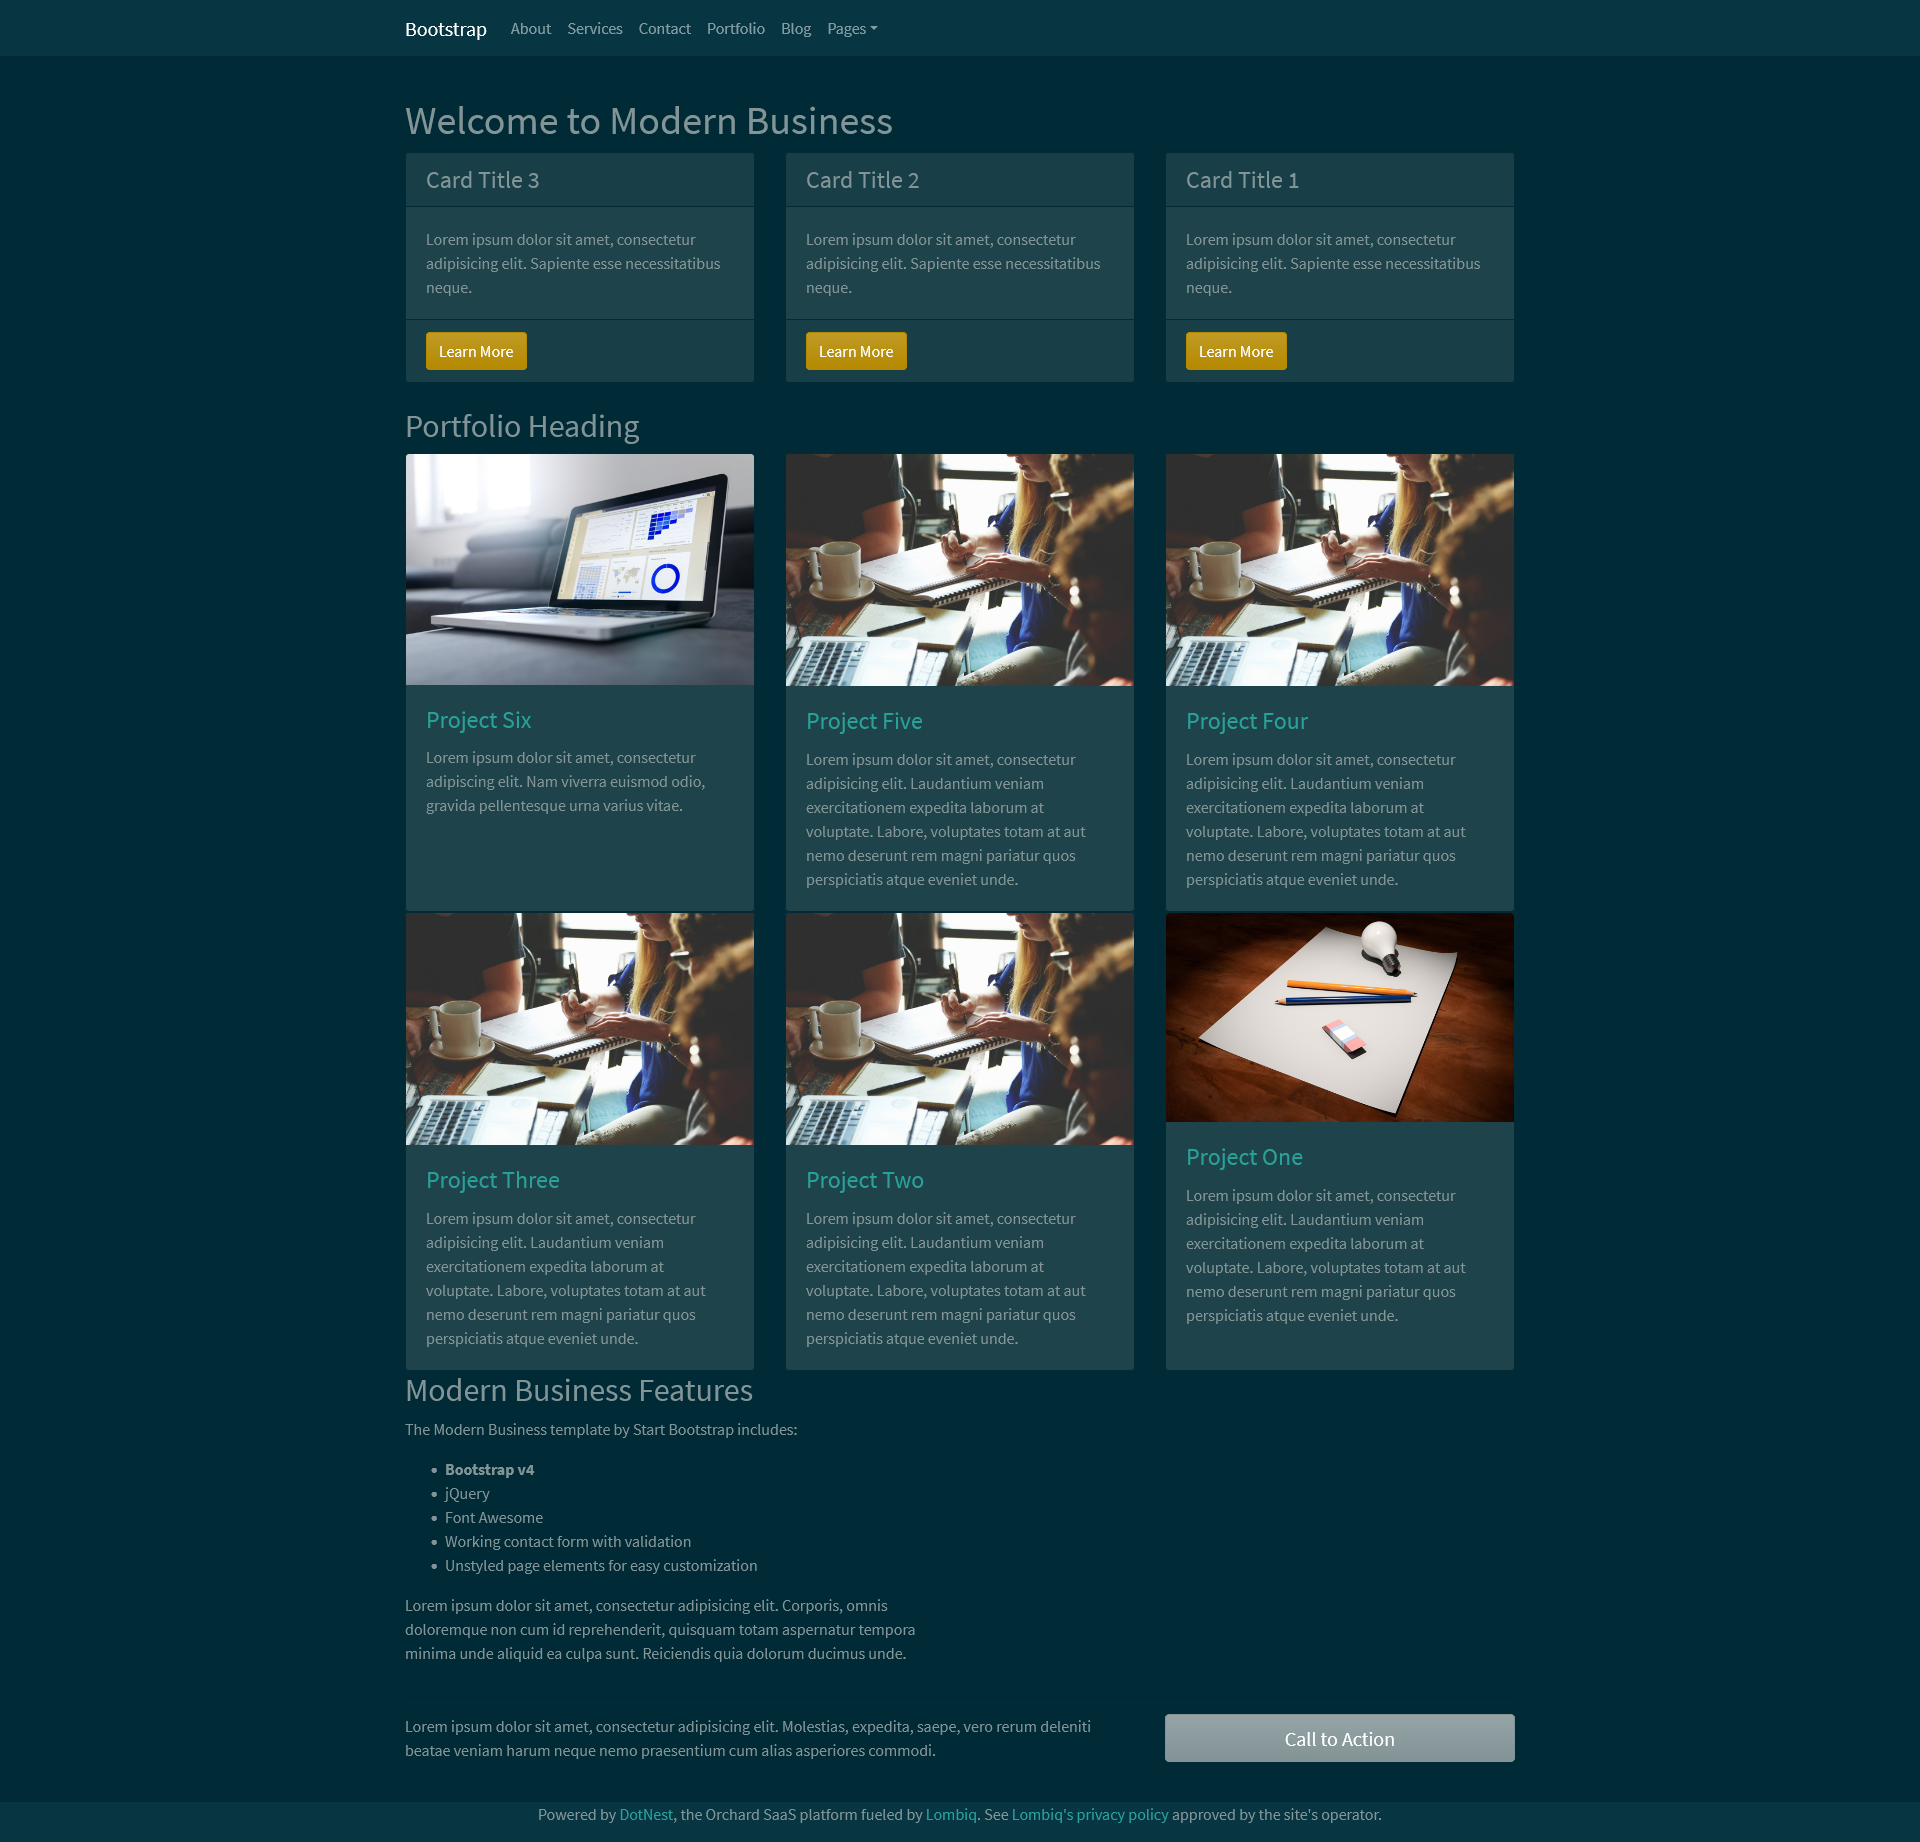 Bootstrap About Services Contact Portfolio Blog Pages
Welcome to Modern Business
Card Title 3
Lorem ipsum dolor sit amet, consectetur
adipisicing elit. Sapiente esse necessitatibus
neque.
Learn More
Card Title 2
Lorem ipsum dolor sit amet, consectetur
adipisicing elit. Sapiente esse necessitatibus
neque.
Learn More
Card Title 1
Lorem ipsum dolor sit amet, consectetur
adipisicing elit. Sapiente esse necessitatibus
neque.
Learn More
Portfolio Heading
Project Six
Lorem ipsum dolor sit amet, consectetur
adipiscing elit. Nam viverra euismod odio,
gravida pellentesque urna varius vitae.
Project Five
Lorem ipsum dolor sit amet, consectetur
adipisicing elit. Laudantium veniam
exercitationem expedita laborum at
voluptate. Labore, voluptates totam at aut
nemo deserunt rem magni pariatur quos
perspiciatis atque eveniet unde.
Project Four
Lorem ipsum dolor sit amet, consectetur
adipisicing elit. Laudantium veniam
exercitationem expedita laborum at
voluptate. Labore, voluptates totam at aut
nemo deserunt rem magni pariatur quos
perspiciatis atque eveniet unde.
Project Three
Lorem ipsum dolor sit amet, consectetur
adipisicing elit. Laudantium veniam
exercitationem expedita laborum at
voluptate. Labore, voluptates totam at aut
nemo deserunt rem magni pariatur quos
perspiciatis atque eveniet unde.
Project Two
Lorem ipsum dolor sit amet, consectetur
adipisicing elit. Laudantium veniam
exercitationem expedita laborum at
voluptate. Labore, voluptates totam at aut
nemo deserunt rem magni pariatur quos
perspiciatis atque eveniet unde.
Project One
Lorem ipsum dolor sit amet, consectetur
adipisicing elit. Laudantium veniam
exercitationem expedita laborum at
voluptate. Labore, voluptates totam at aut
nemo deserunt rem magni pariatur quos
perspiciatis atque eveniet unde.
Modern Business Features
The Modern Business template by Start Bootstrap includes:
• Bootstrap v4
• jQuery
• Font Awesome
• Working contact form with validation
• Unstyled page elements for easy customization
Lorem ipsum dolor sit amet, consectetur adipisicing elit. Corporis, omnis
doloremque non cum id reprehenderit, quisquam totam aspernatur tempora
minima unde aliquid ea culpa sunt. Reiciendis quia dolorum ducimus unde.
Lorem ipsum dolor sit amet, consectetur adipisicing elit. Molestias, expedita, saepe, vero rerum deleniti
beatae veniam harum neque nemo praesentium cum alias asperiores commodi.
Call to Action
Powered by DotNest, the Orchard SaaS platform fueled by Lombiq. See Lombiq's privacy policy approved by the site's operator.